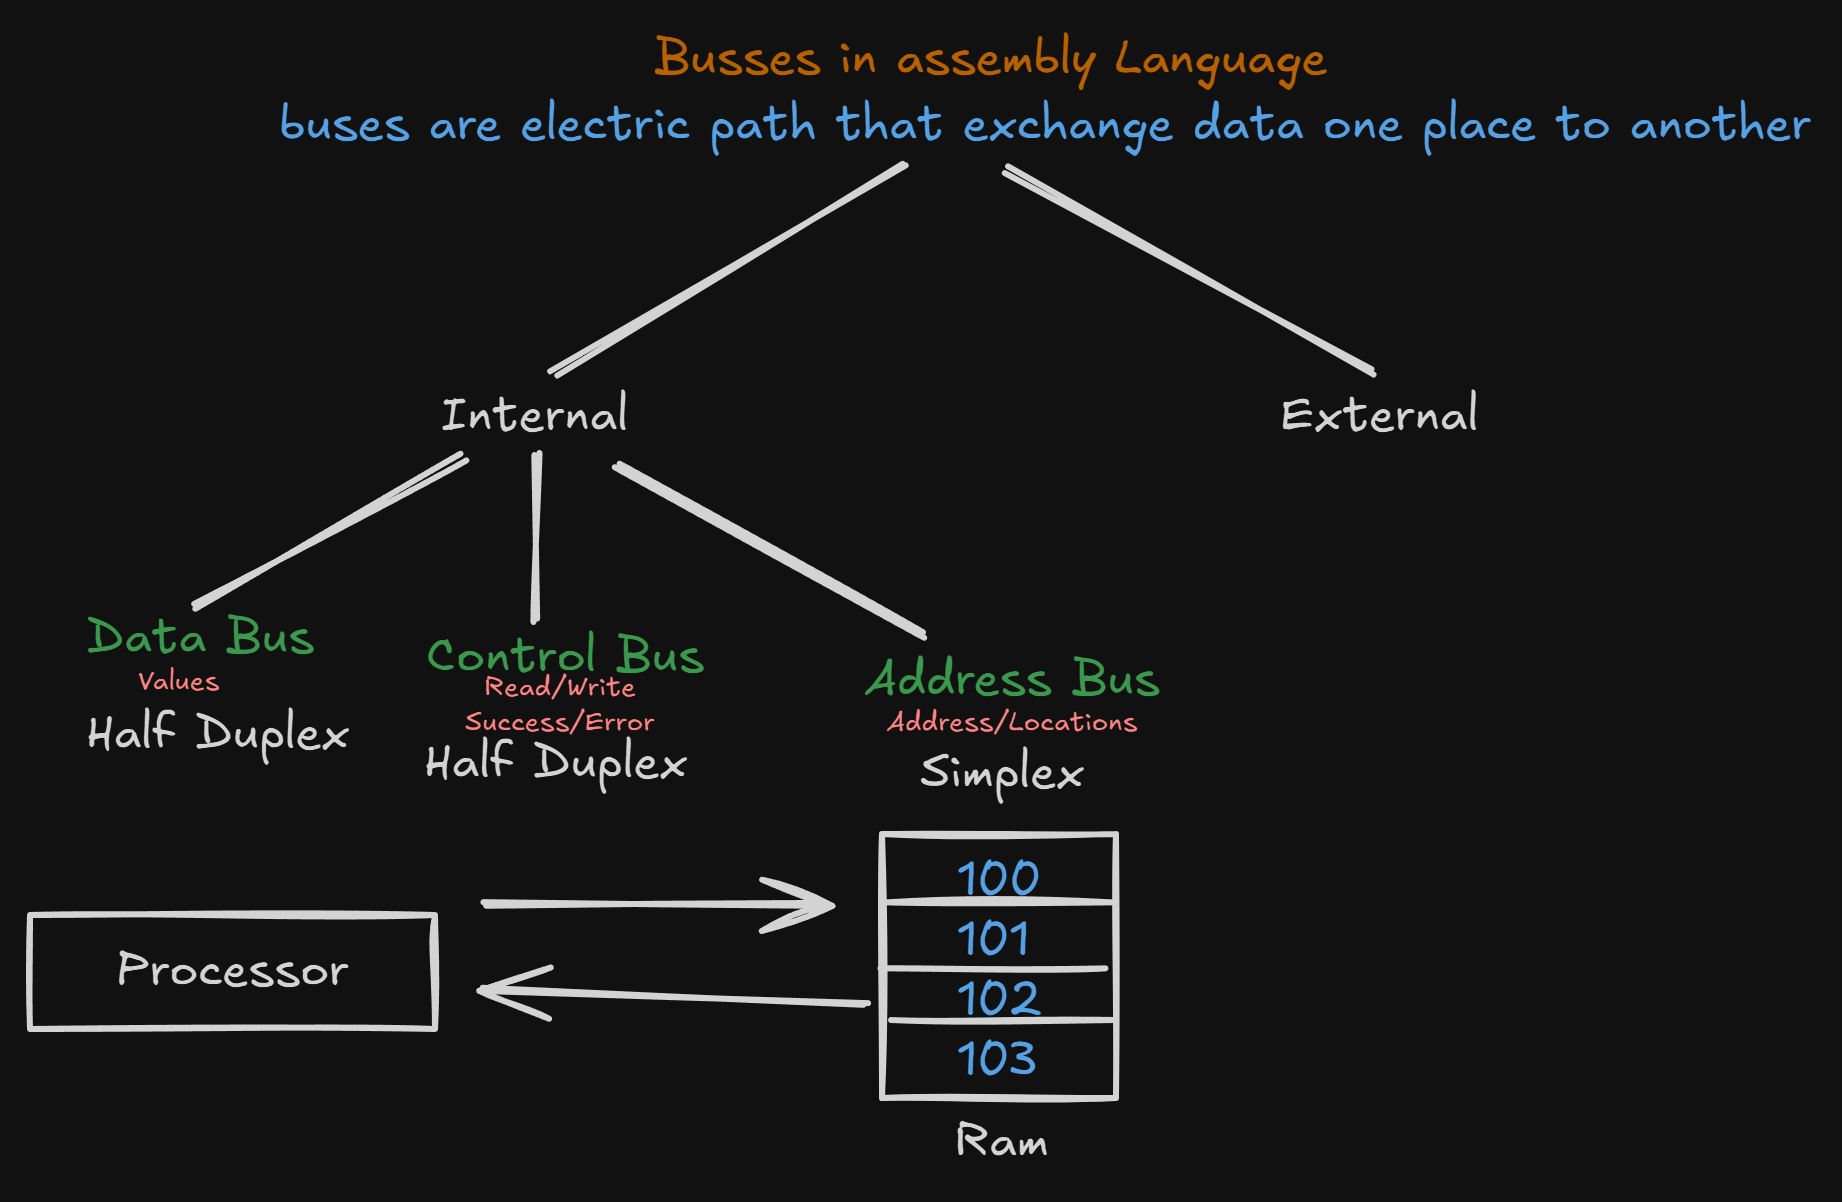 Busses in assembly Language
buses are electric path that exchange data one place to another
Internal
External
Data Bus
Values
Half Duplex
Control Bus
Read/Write
Success/Error
Half Duplex
Address Bus
Address/Locations
Simplex
Processor
100
101
102
103
Ram